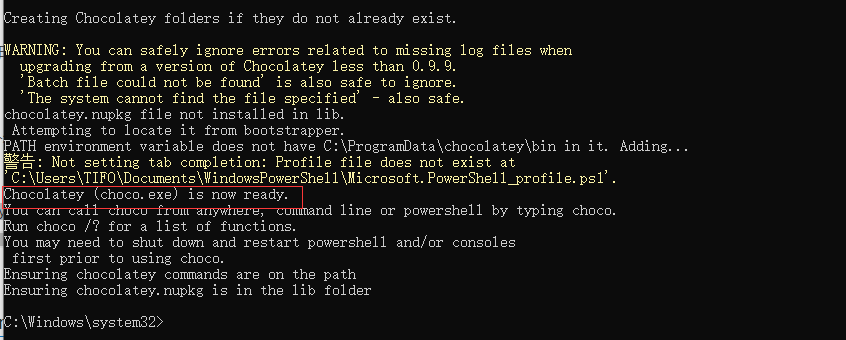 Creating Chocolatey folders if they do not already exist.
WARNING: You can safely ignore errors related to missing log files when
upgrading from a version of Chocolatey less than 0.9.9.
'Batch file could not be found' is also safe to ignore.
'The system cannot find the file specified' - also safe.
chocolatey.nupkg file not installed in lib.
Attempting to locate it from bootstrapper.
PATH environment variable does not have C:\ProgramData\chocolatey\bin in it. Adding...
警告: Not setting tab completion: Profile file does not exist at
'C:\Users\TIFO\Documents\WindowsPowerShell\Microsoft.PowerShell_profile.ps1'.
Chocolatey (choco.exe) is now ready.
You can call choco from anywhere, command line or powershell by typing choco.
Run choco /? for a list of functions.
You may need to shut down and restart powershell and/or consoles
first prior to using choco.
Ensuring chocolatey commands are on the path
Ensuring chocolatey.nupkg is in the lib folder
C:\Windows\system32>